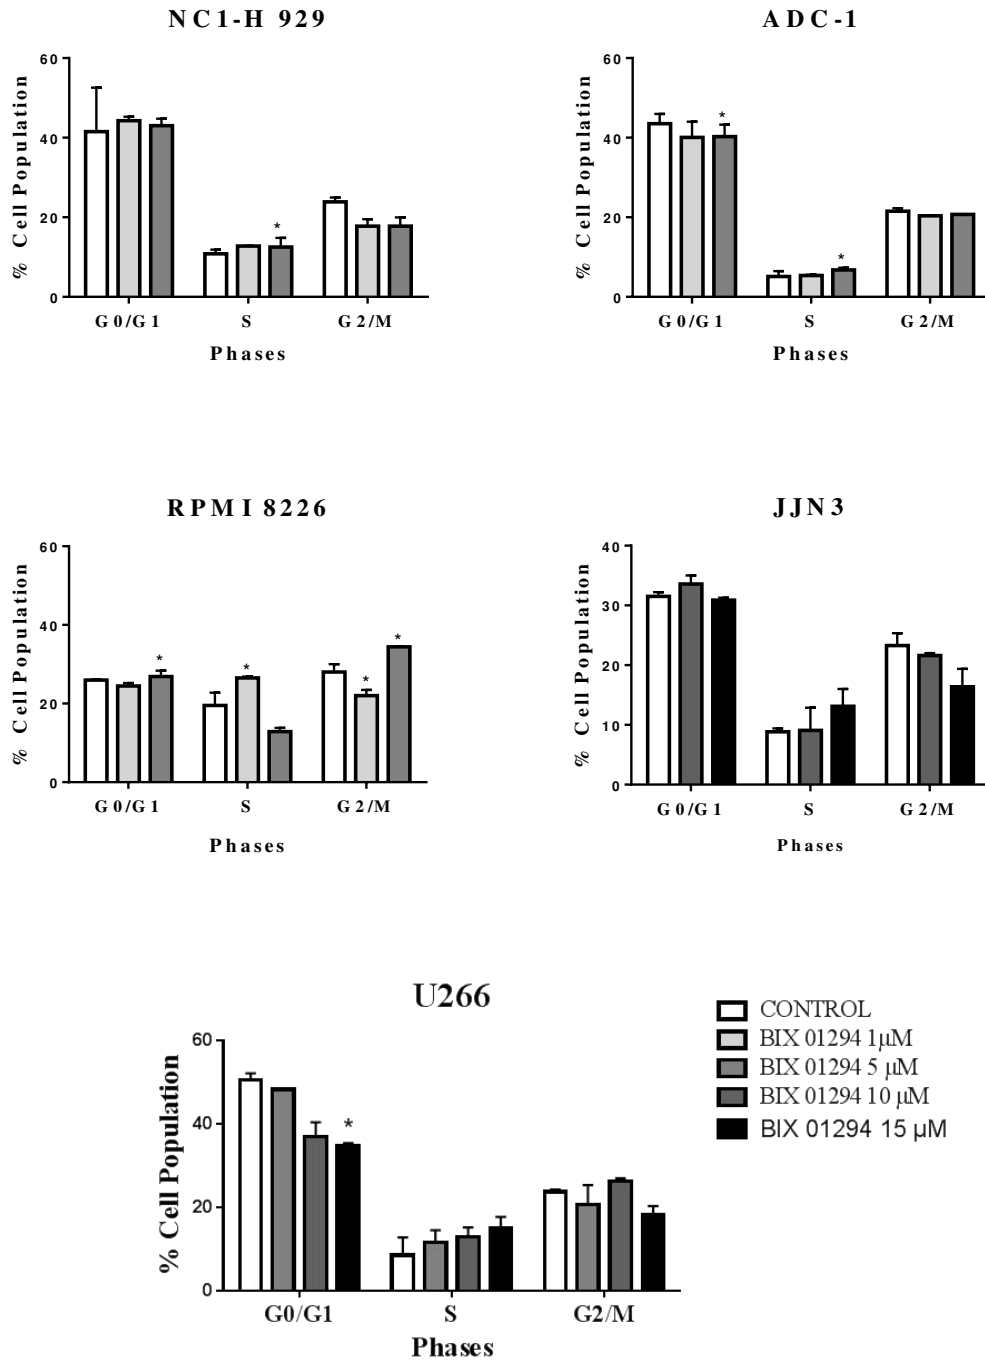 NC1-H 929
% Cell Population
60
40
20
0
*
G0/G1 S G2/M
Phases
ADC-1
% Cell Population
60
40
20
0
*
*
G0/G1 S G2/M
Phases
RPMI 8226
% Cell Population
60
40
20
0
*
*
*
*
G0/G1 S G2/M
Phases
JJN3
% Cell Population
40
30
20
10
0
G0/G1 S G2/M
Phases
U266
% Cell Population
60
40
20
0
*
G0/G1 S G2/M
Phases
CONTROL
BIX 01294 1µM
BIX 01294 5 µM
BIX 01294 10 µM
BIX 01294 15 µM